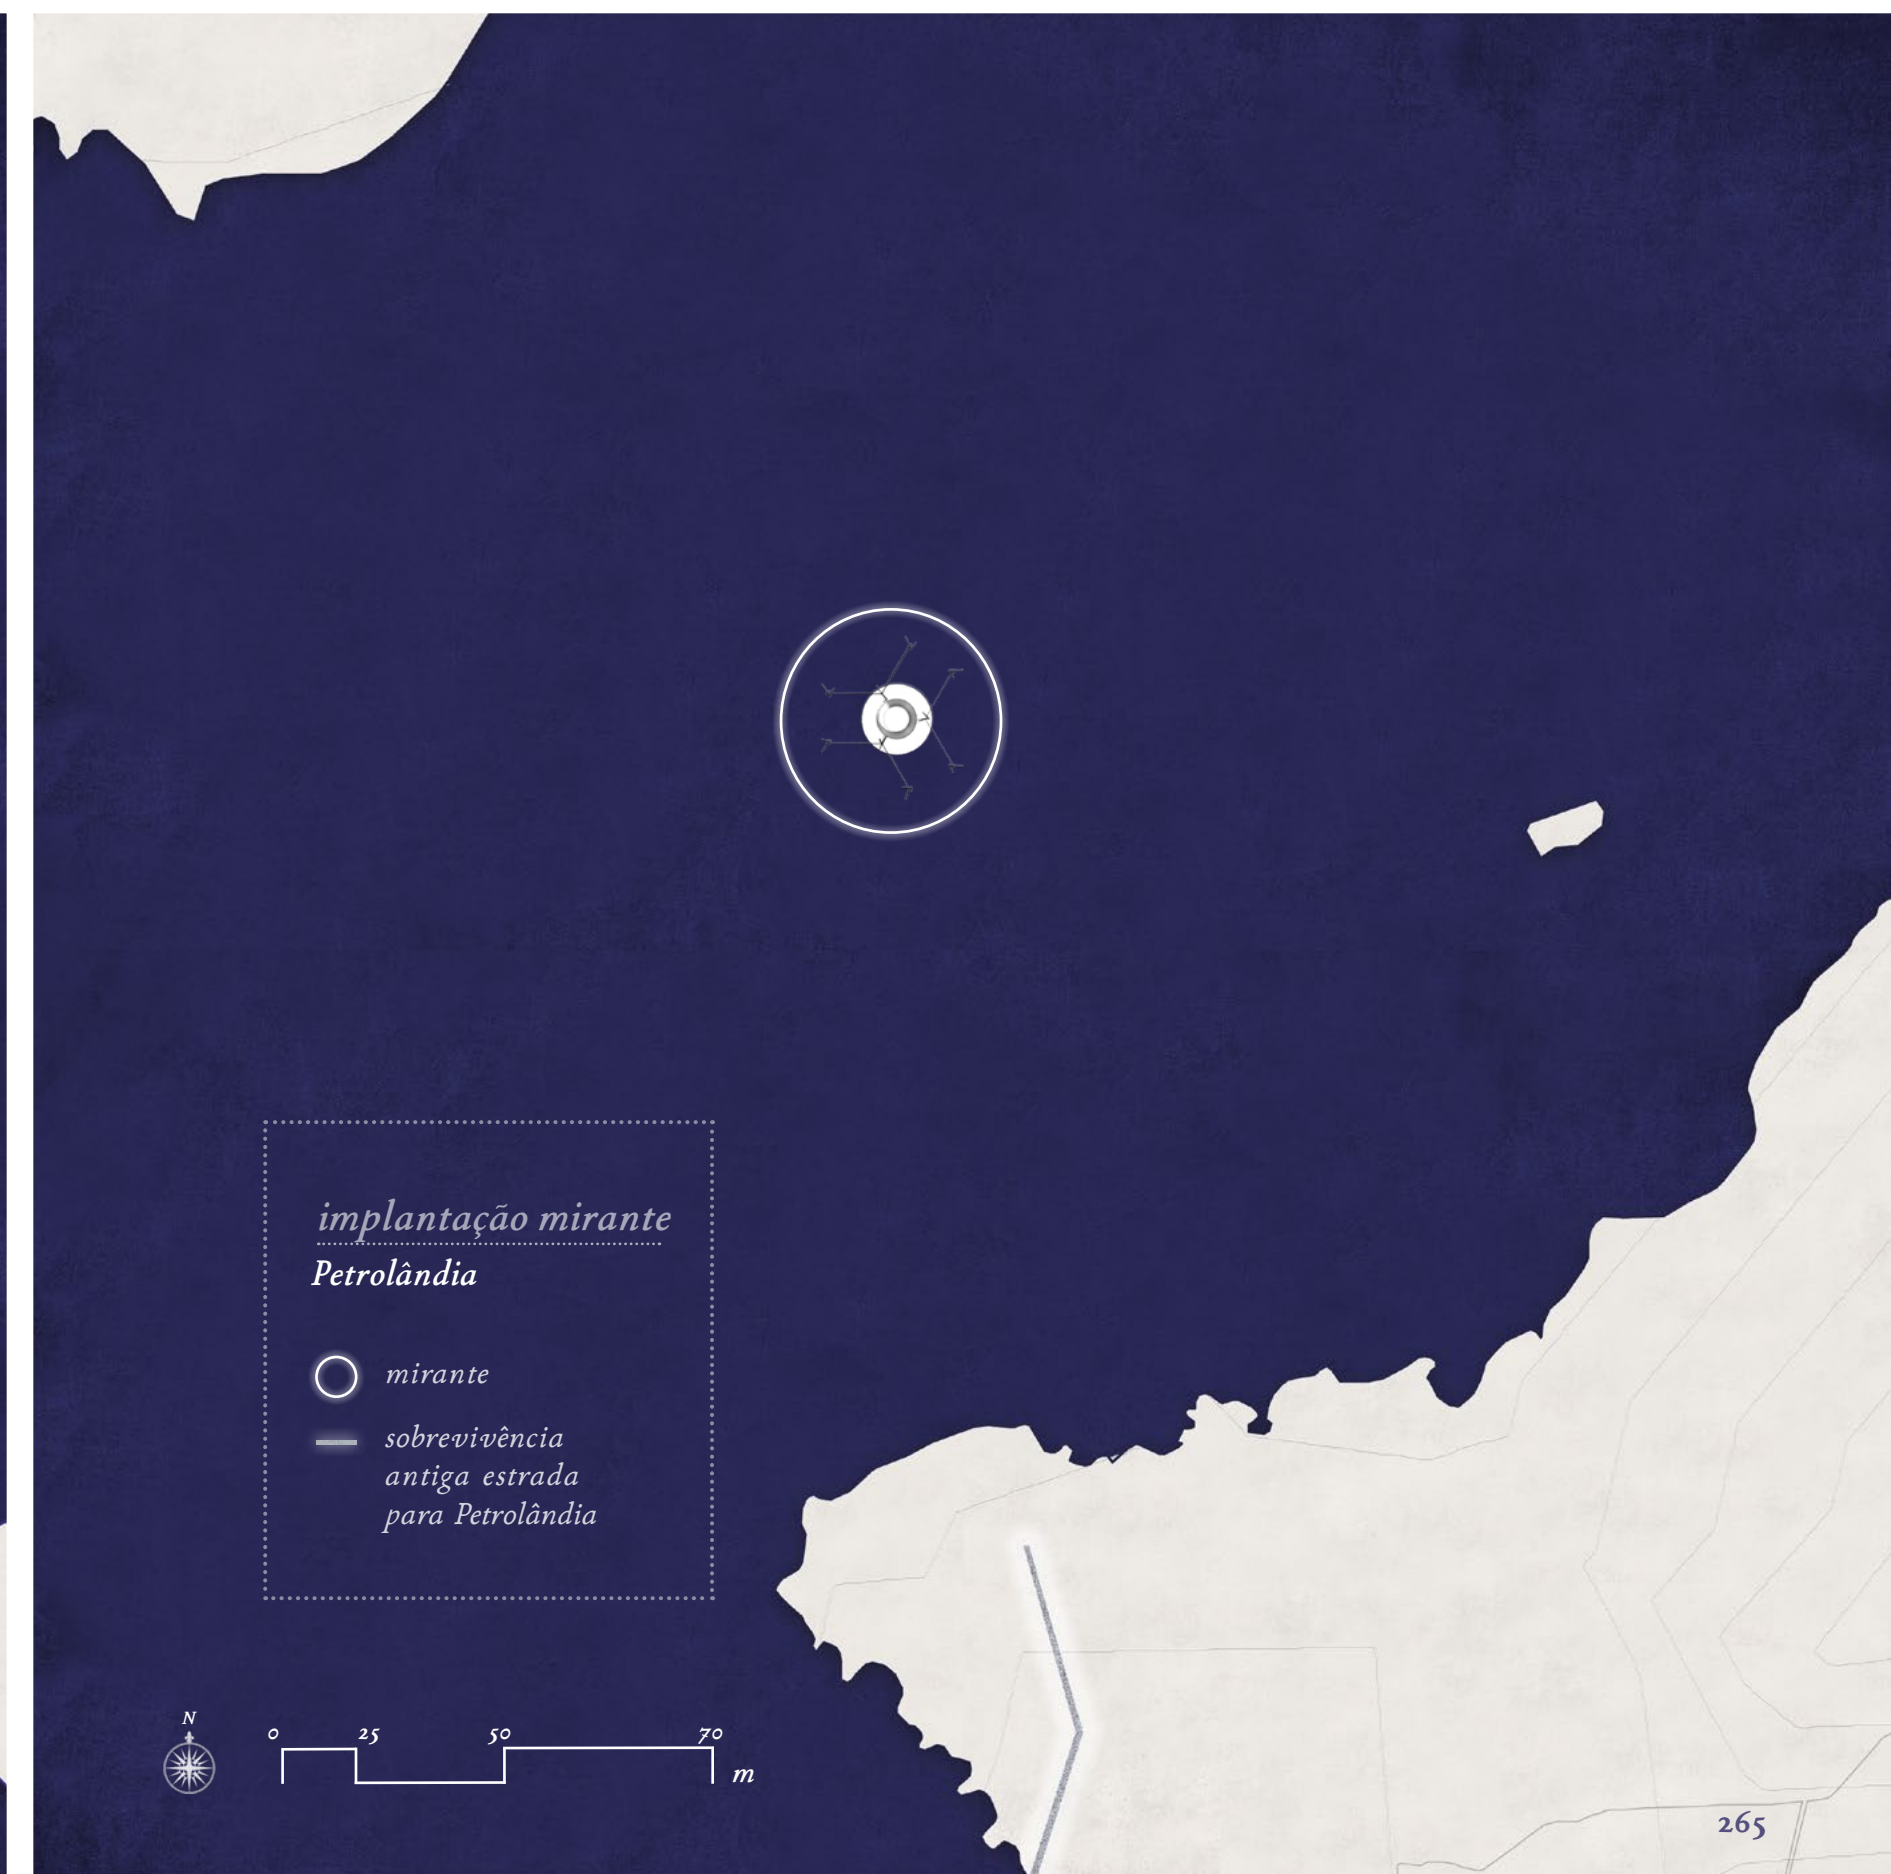 implantação mirante
Petrolândia
mirante
sobrevivência
antiga estrada
para Petrolândia
N
0 25 50 70
m
265